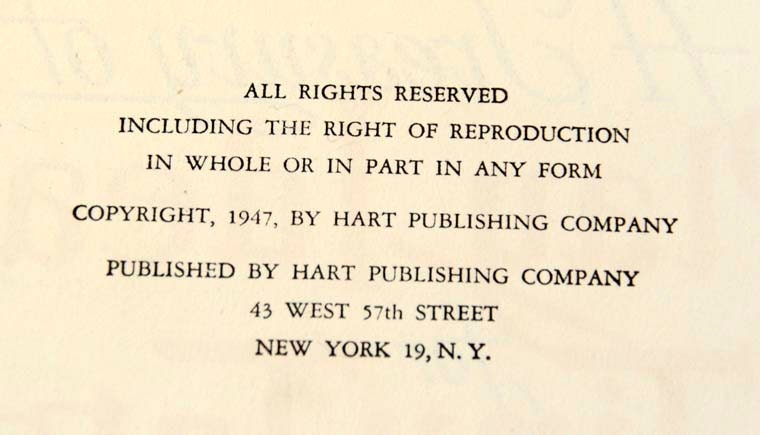 ALL RIGHTS RESERVED
INCLUDING THE RIGHT OF REPRODUCTION
IN WHOLE OR IN PART IN ANY FORM
COPYRIGHT, 1947, BY HART PUBLISHING COMPANY
PUBLISHED BY HART PUBLISHING COMPANY
43 WEST 57th STREET
NEW YORK 19, N. Y.